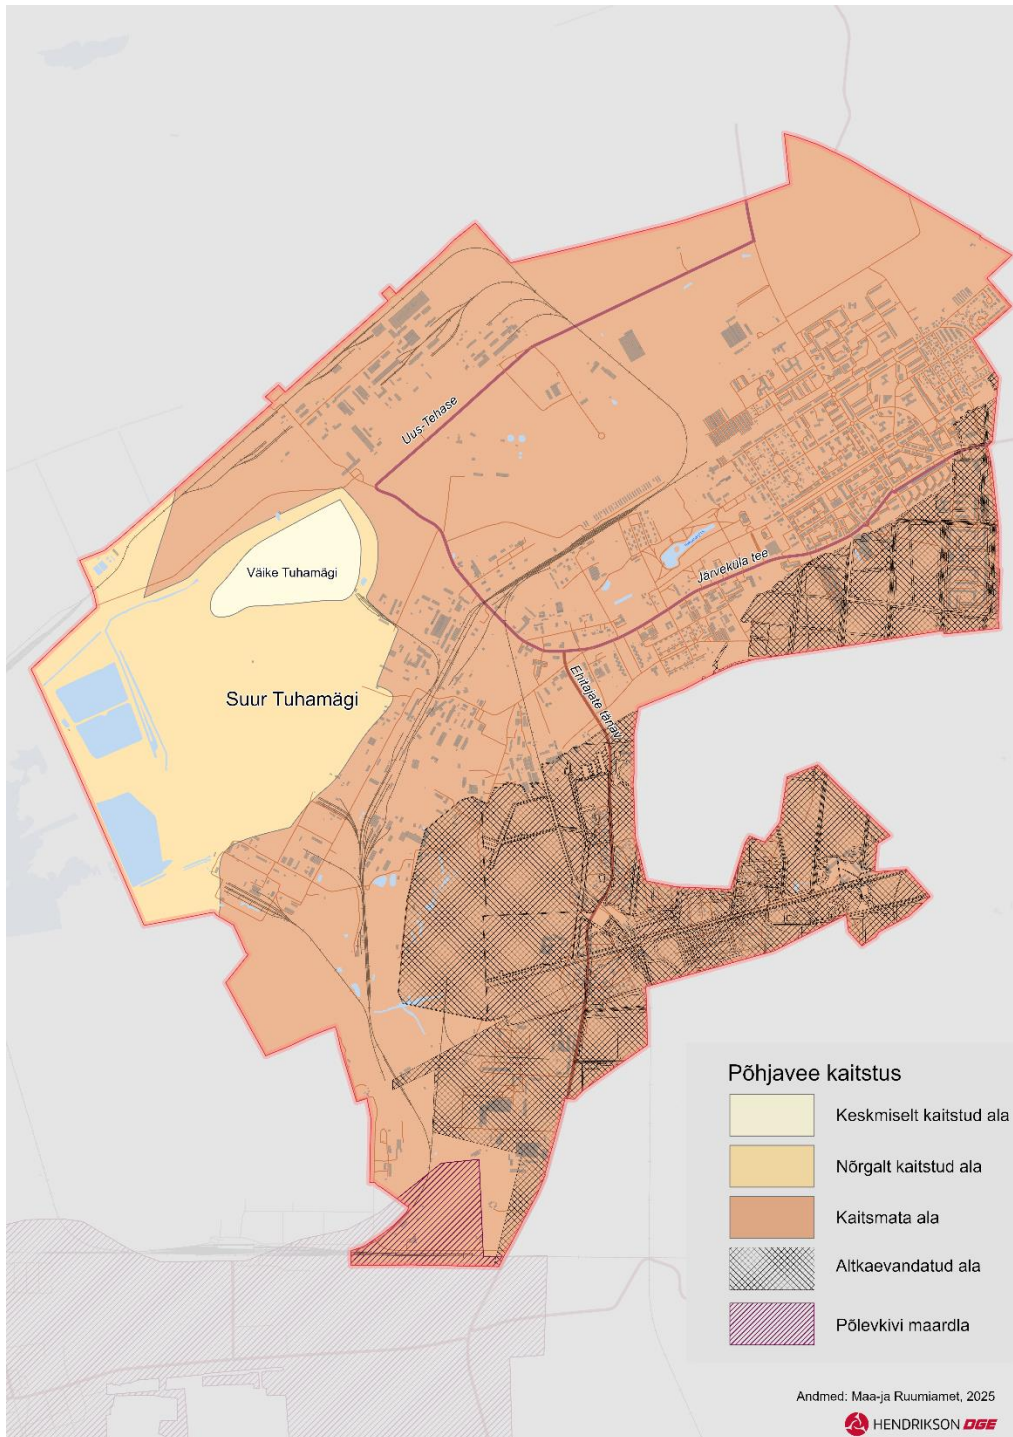 Uus-Tehase
Väike Tuhamägi
Järveküla tee
Suur Tuhamägi
Ehitajate tänav
Põhjavee kaitstus
Keskmiselt kaitstud ala
Nõrgalt kaitstud ala
Kaitsmata ala
Altkaevandatud ala
Põlevkivi maardla
Andmed: Maa-ja Ruumiamet, 2025
HENDRIKSON DGE